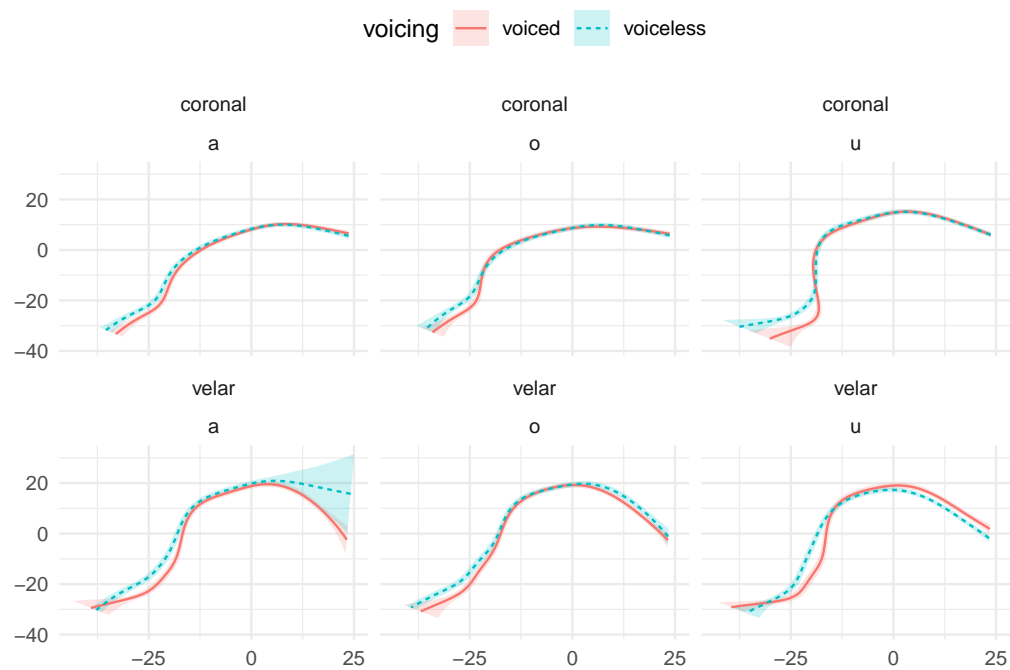 voicing voiced voiceless
coronal coronal coronal
a o u
20
0
−20
−40
velar velar velar
a o u
20
0
−20
−40
−25 0 25 −25 0 25 −25 0 25